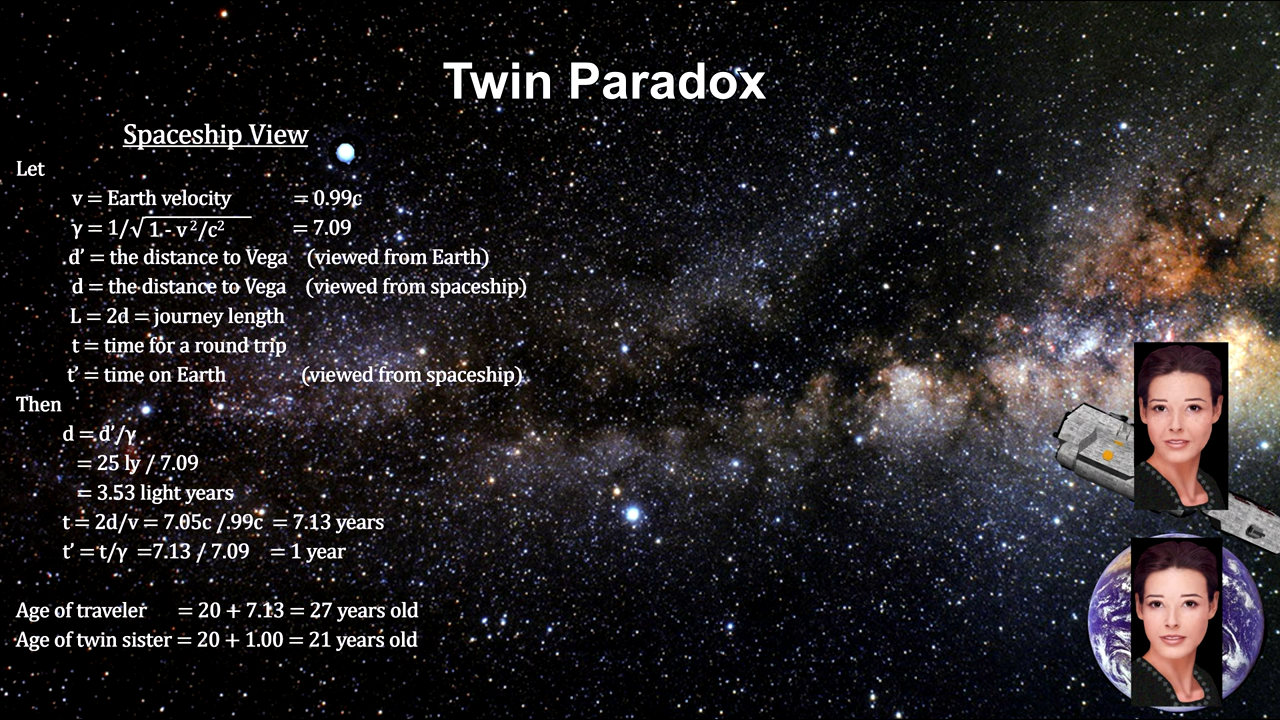 Twin Paradox
Spaceship View
Let
v = Earth velocity = 0.99c
γ = 1/√1 - v²/c² = 7.09
d’ = the distance to Vega (viewed from Earth)
d = the distance to Vega (viewed from spaceship)
L = 2d = journey length
t = time for a round trip
t’ = time on Earth (viewed from spaceship)
Then
d = d’/γ
= 25 ly / 7.09
= 3.53 light years
t = 2d/v = 7.05c /.99c = 7.13 years
t’ = t/γ =7.13 / 7.09 = 1 year
Age of traveler = 20 + 7.13 = 27 years old
Age of twin sister = 20 + 1.00 = 21 years old